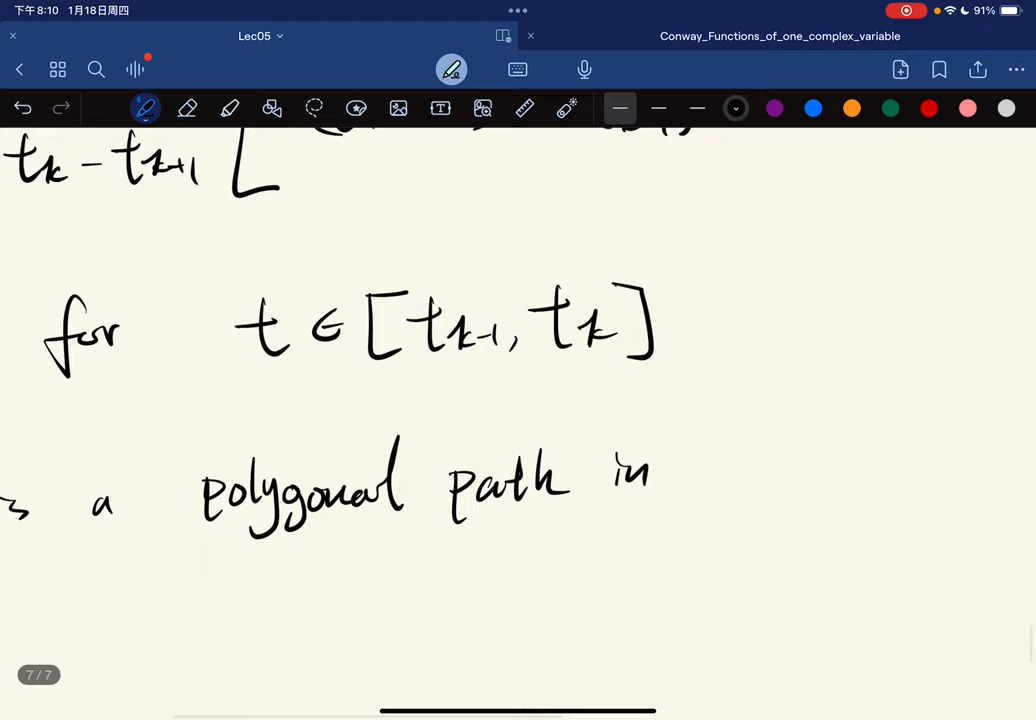 下午8:10 1月18日周四
91%
Lec05
Conway_Functions_of_one_complex_variable
tk - tk+1 [
for t ∈ [tk-1, tk]
a polygonal path in
7 / 7